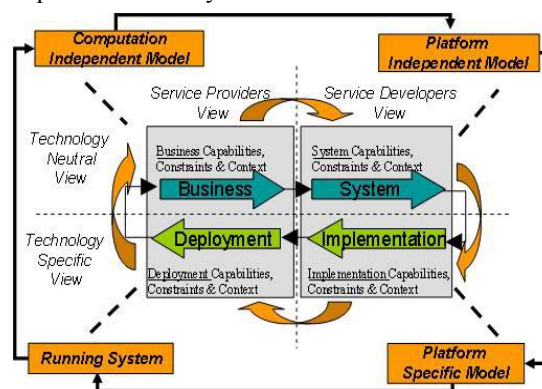 Computation
Independent Model
Platform
Independent Model
Service Providers
View
Service Developers
View
Technology
Neutral
View
Business Capabilities,
Constraints & Context
System Capabilities,
Constraints & Context
Business
System
Technology
Specific
View
Deployment
Implementation
Deployment Capabilities,
Constraints & Context
Implementation Capabilities,
Constraints & Context
Running System
Platform
Specific Model